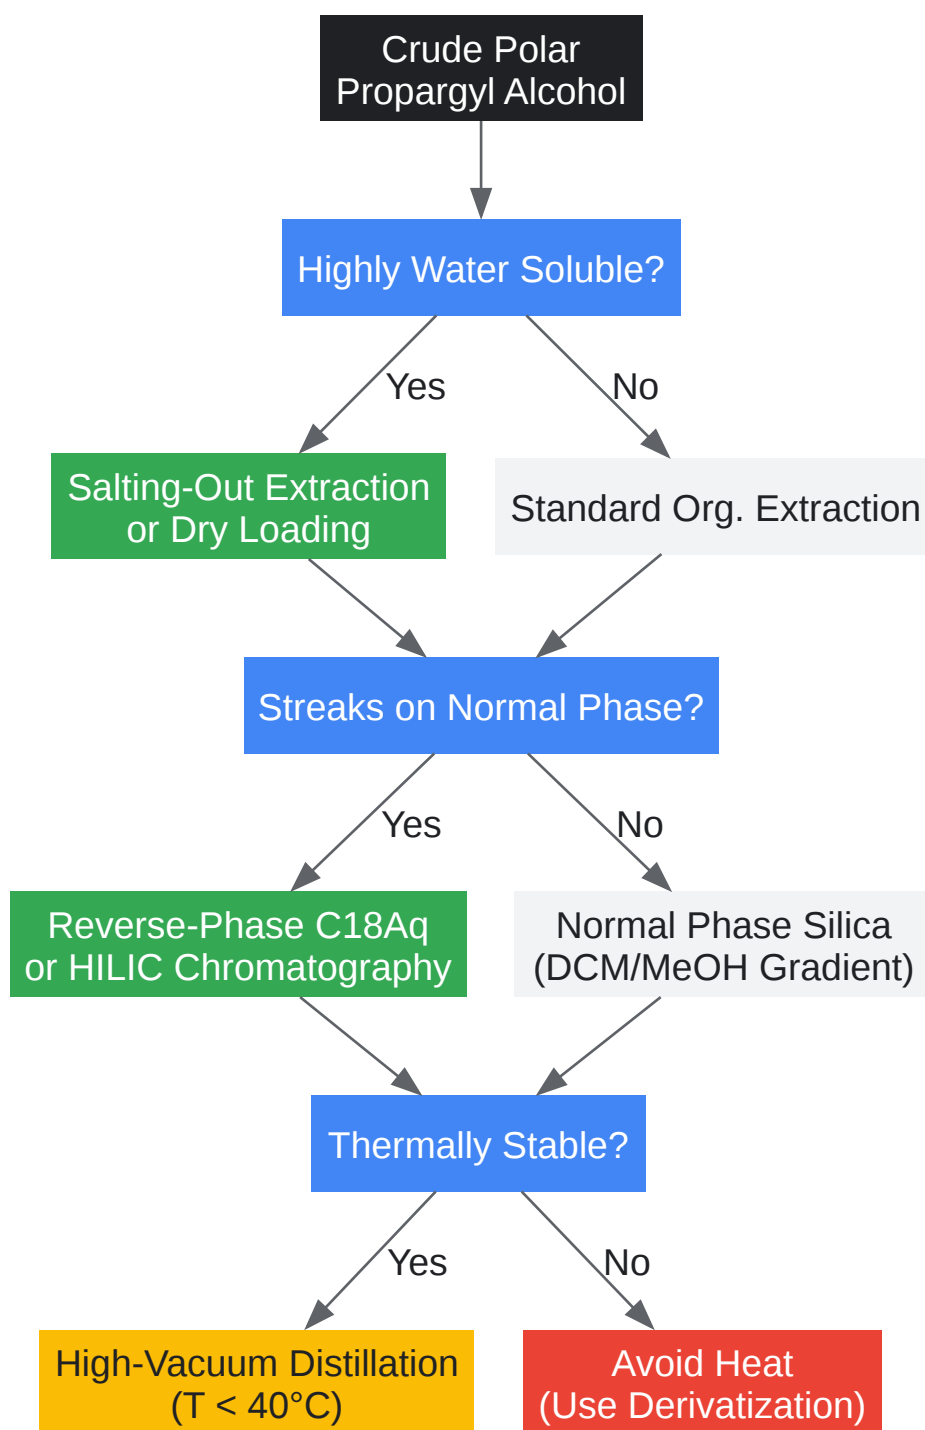 Crude Polar
Propargyl Alcohol
Highly Water Soluble?
Yes
No
Salting-Out Extraction
or Dry Loading
Standard Org. Extraction
Streaks on Normal Phase?
Yes
No
Reverse-Phase C18Aq
or HILIC Chromatography
Normal Phase Silica
(DCM/MeOH Gradient)
Thermally Stable?
Yes
No
High-Vacuum Distillation
(T < 40°C)
Avoid Heat
(Use Derivatization)